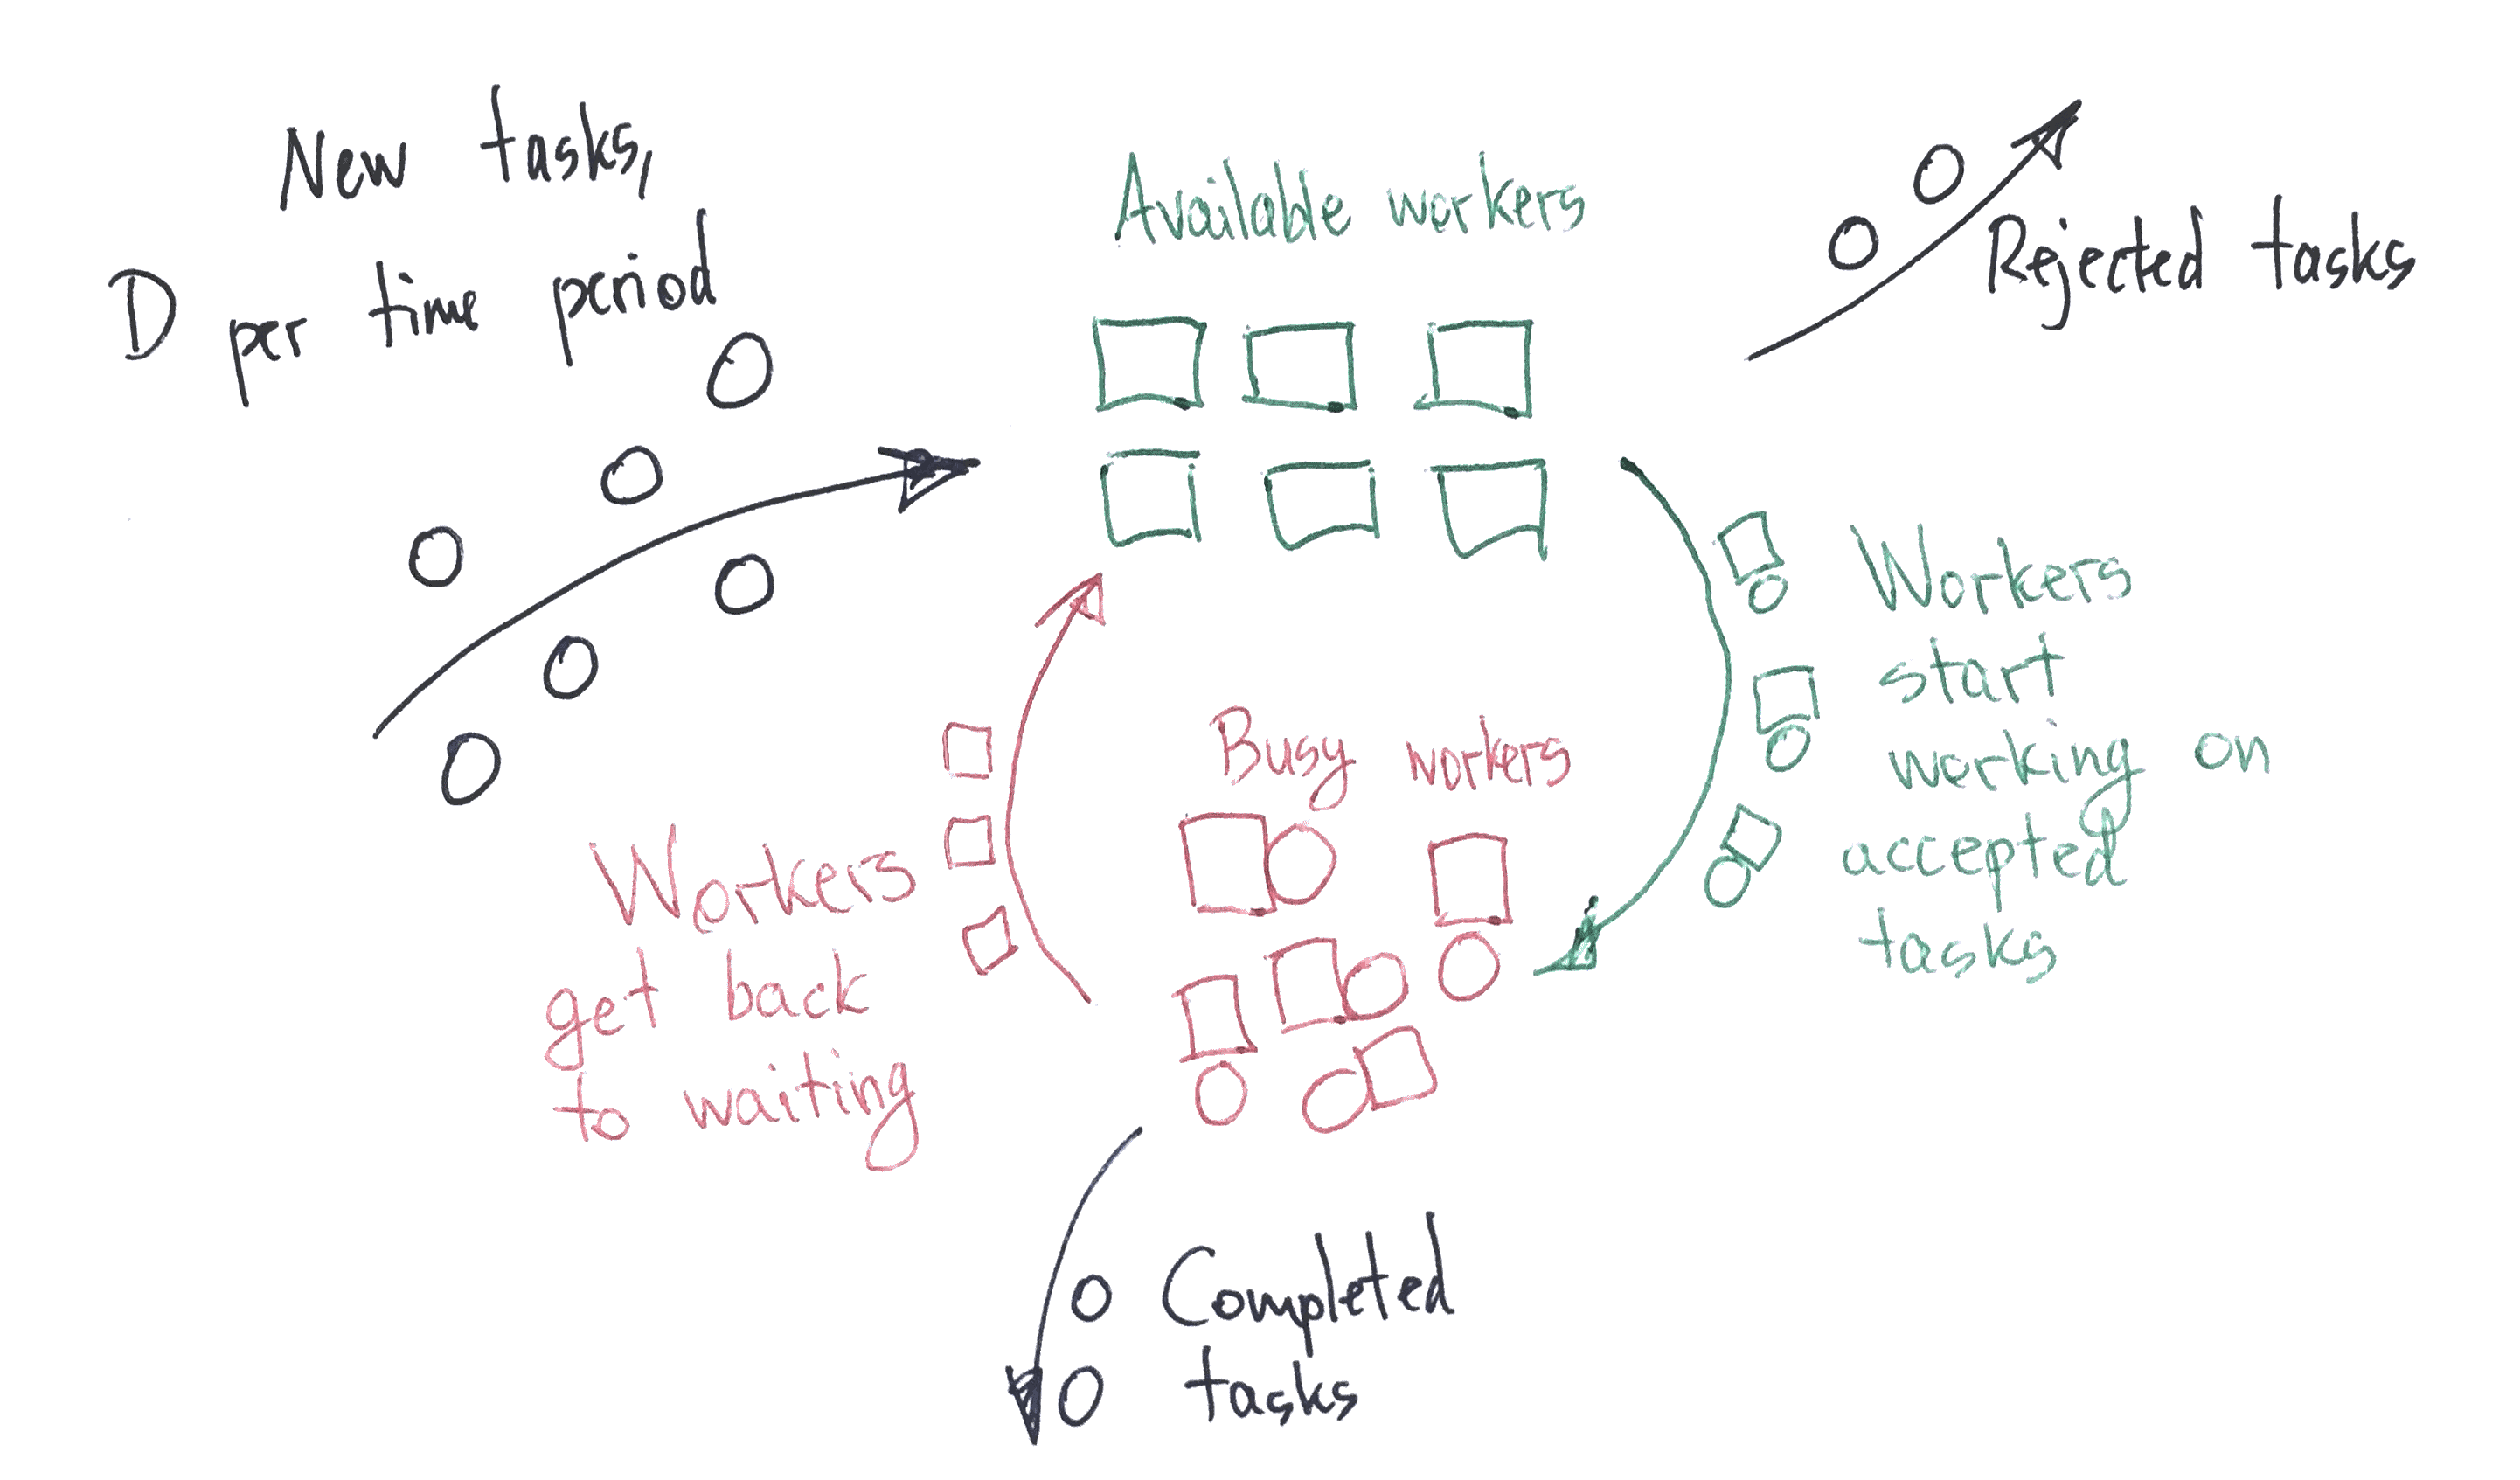 New tasks,
D per time period
Available workers
Rejected tasks
Workers
start
working on
accepted
tasks
Busy workers
Workers
get back
to waiting
Completed
tasks